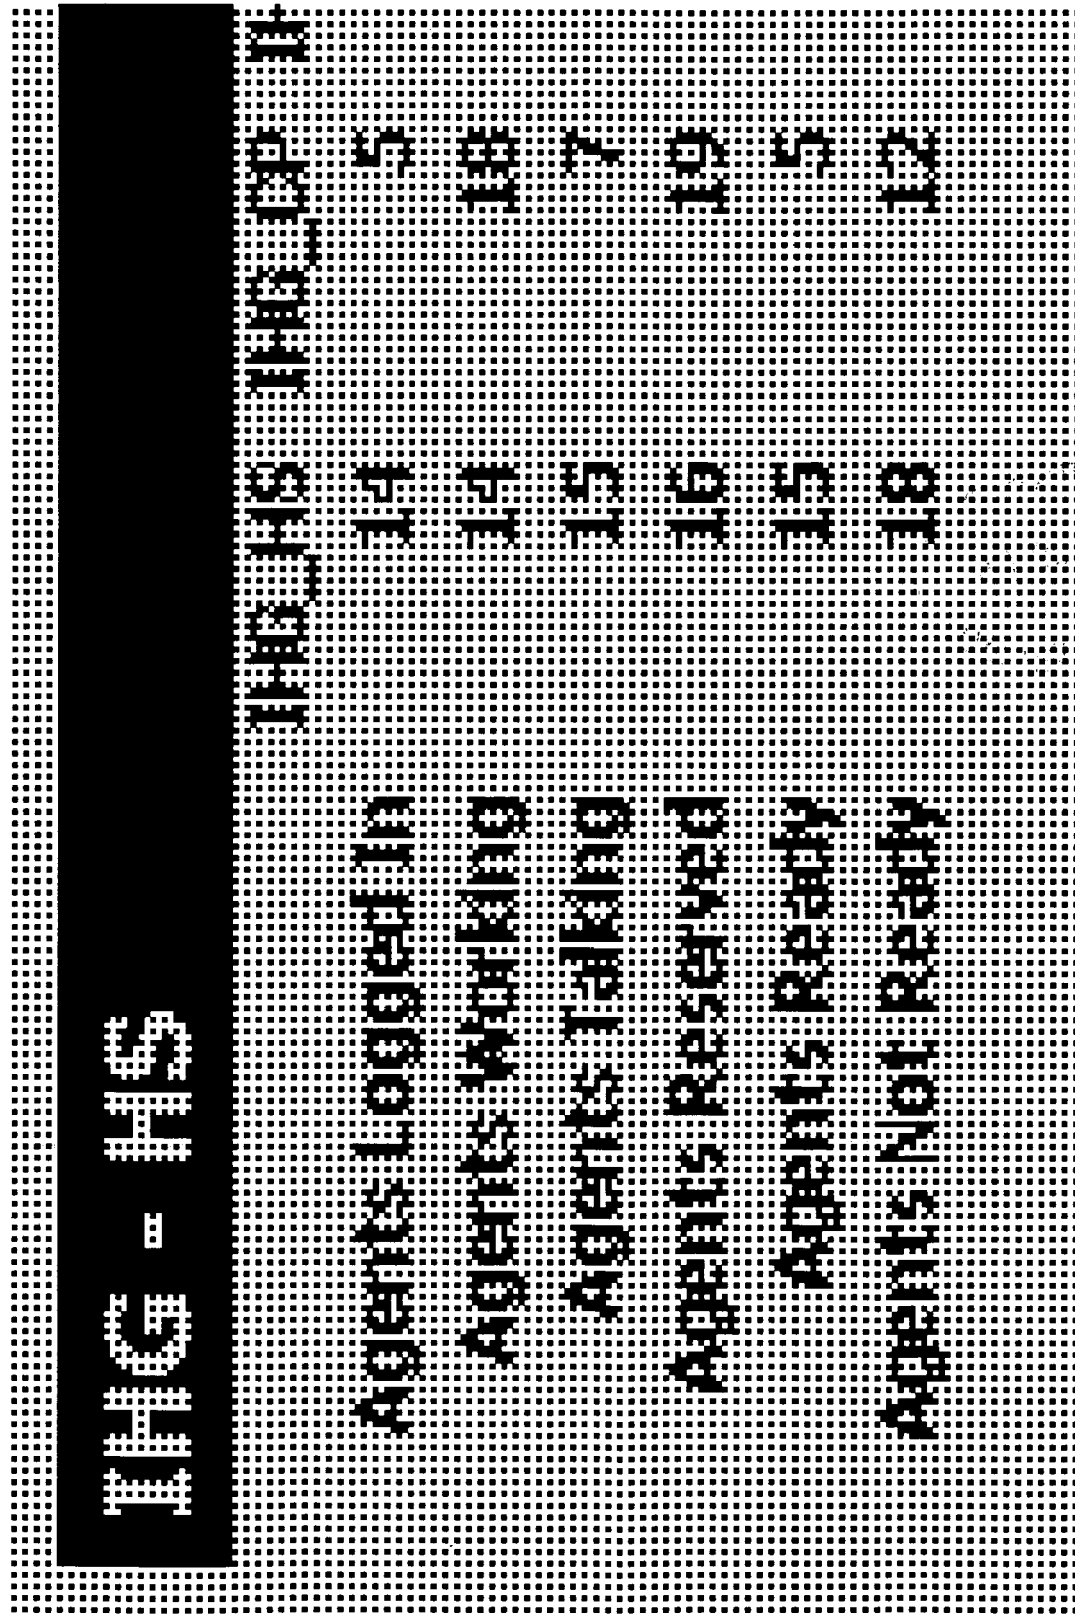 IHG - HS
IHG_HS IHG_CP
Agents Logged In 14 5
Agents Working 14 18
Agents Talking 15 7
Agents Reserved 16 19
Agents Ready 15 5
Agents Not Ready 18 12